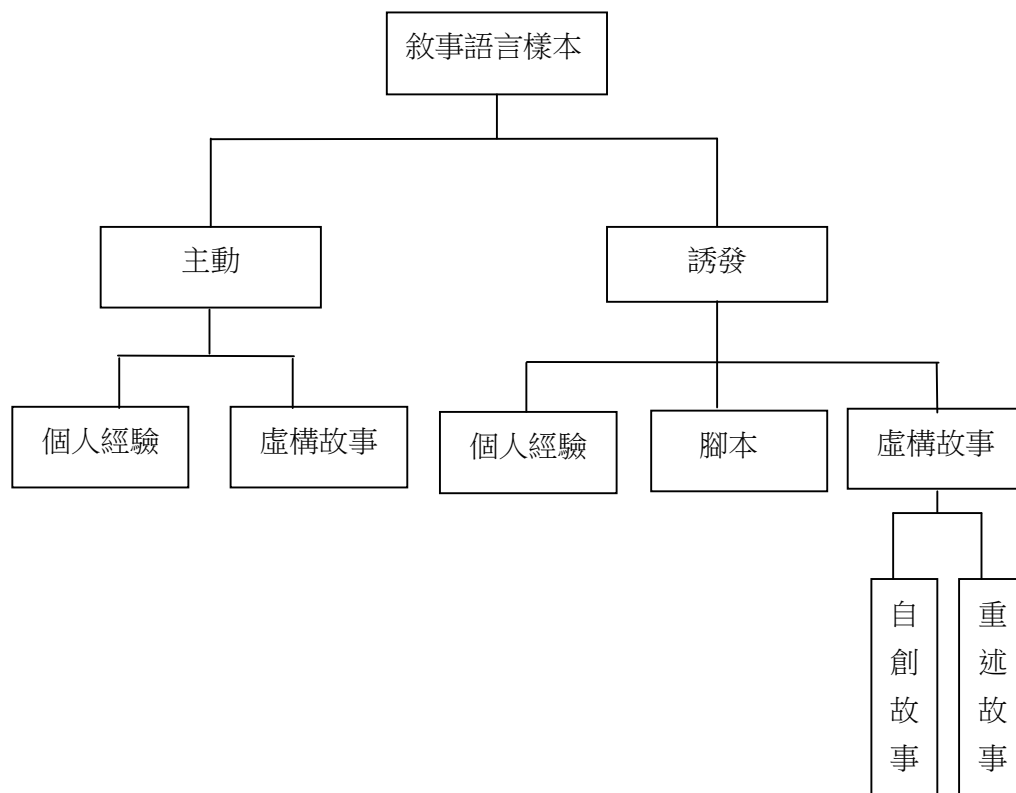 敘事語言樣本
主動
誘發
個人經驗
虛構故事
個人經驗
腳本
虛構故事
自創故事
重述故事